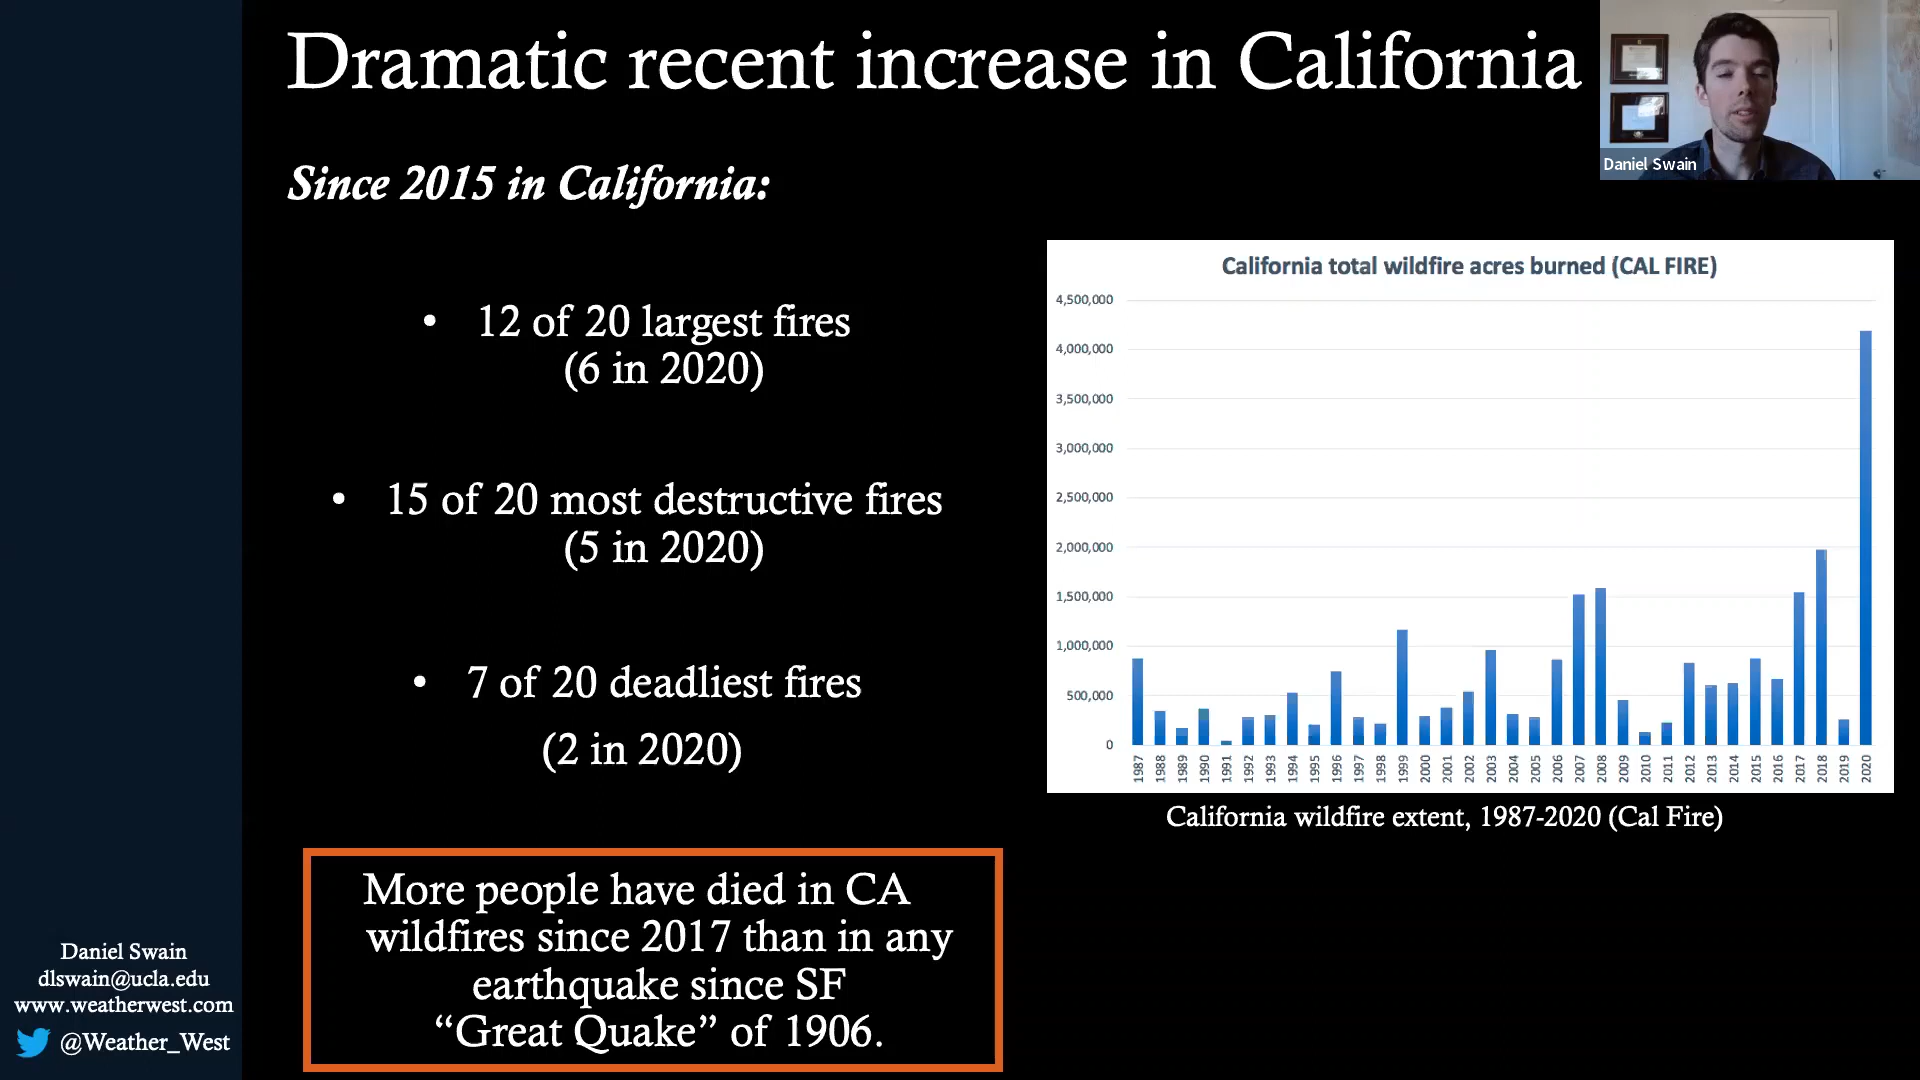 Dramatic recent increase in California
Daniel Swain
Since 2015 in California:
• 12 of 20 largest fires
(6 in 2020)
• 15 of 20 most destructive fires
(5 in 2020)
• 7 of 20 deadliest fires
(2 in 2020)
More people have died in CA
wildfires since 2017 than in any
earthquake since SF
“Great Quake” of 1906.
California total wildfire acres burned (CAL FIRE)
4,500,000
4,000,000
3,500,000
3,000,000
2,500,000
2,000,000
1,500,000
1,000,000
500,000
0
1987
1988
1989
1990
1991
1992
1993
1994
1995
1996
1997
1998
1999
2000
2001
2002
2003
2004
2005
2006
2007
2008
2009
2010
2011
2012
2013
2014
2015
2016
2017
2018
2019
2020
California wildfire extent, 1987-2020 (Cal Fire)
Daniel Swain
dlswain@ucla.edu
www.weatherwest.com
@Weather_West